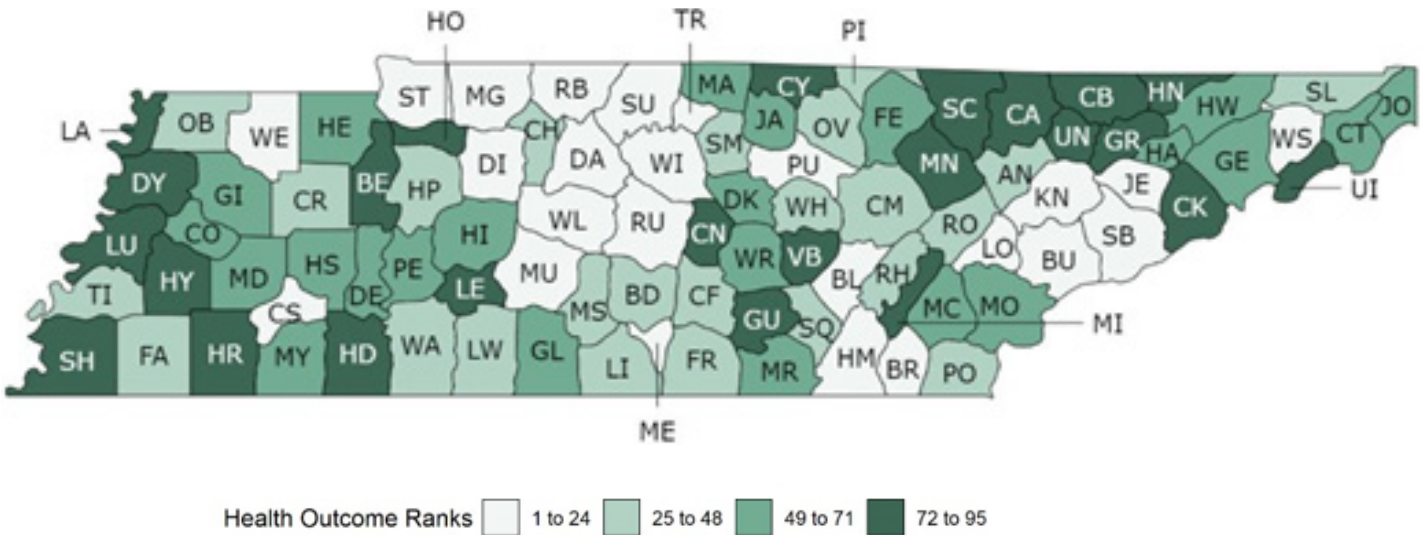 HO TR PI
ST MG RB SU MA CY SC CA CB HN HW SL JO
LA OB WE HE CH JA OV FE UN GR HA WS CT
DY GI CR BE HP DI DA WI SM PU MN AN KN JE GE UI
CO HI WL RU DK WH CM RO CK
LU HY MD HS DE PE LE MU CN WR VB BL RH LO BU SB
TI CS MS BD CF GU SQ MC MO MI
SH FA HR MY HD WA LW GL LI FR MR HM BR PO
ME
Health Outcome Ranks 1 to 24 25 to 48 49 to 71 72 to 95